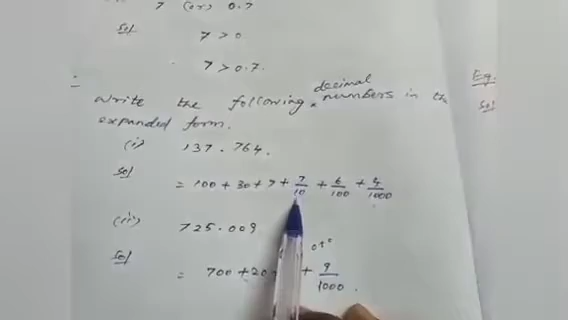 7 (or) 0.7
Sol
7 > 0
7 > 0.7.
Write the following decimal numbers in the
expanded form.
(i) 137.764.
Sol
= 100 + 30 + 7 + 7/10 + 6/100 + 4/1000
(ii) 725.009
Sol
= 700 + 20 + 9/1000 .
Eg.
Sol